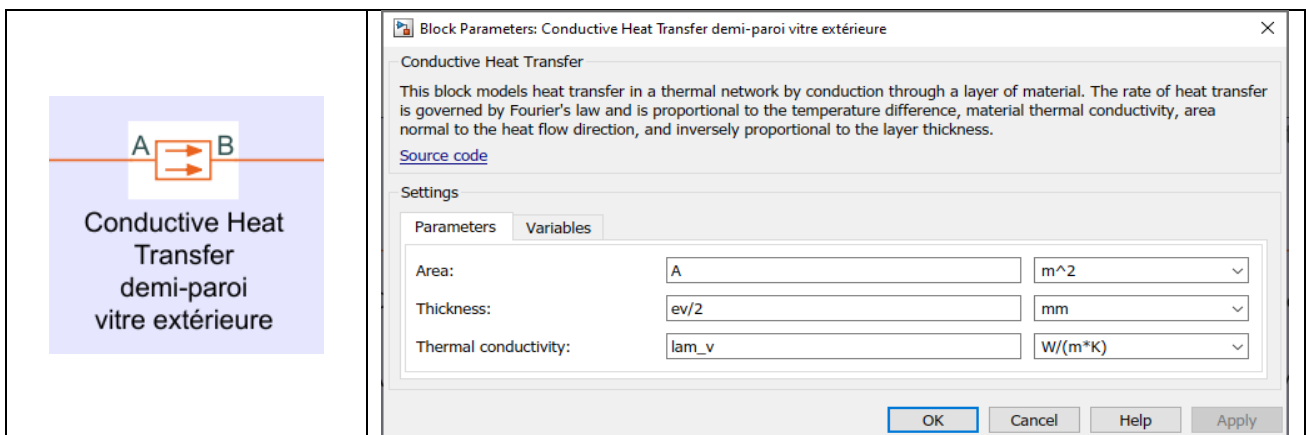 A B
Conductive Heat
Transfer
demi-paroi
vitre extérieure
Block Parameters: Conductive Heat Transfer demi-paroi vitre extérieure
Conductive Heat Transfer
This block models heat transfer in a thermal network by conduction through a layer of material. The rate of heat transfer
is governed by Fourier's law and is proportional to the temperature difference, material thermal conductivity, area
normal to the heat flow direction, and inversely proportional to the layer thickness.
Source code
Settings
Parameters Variables
Area: A m^2
Thickness: ev/2 mm
Thermal conductivity: lam_v W/(m*K)
OK Cancel Help Apply